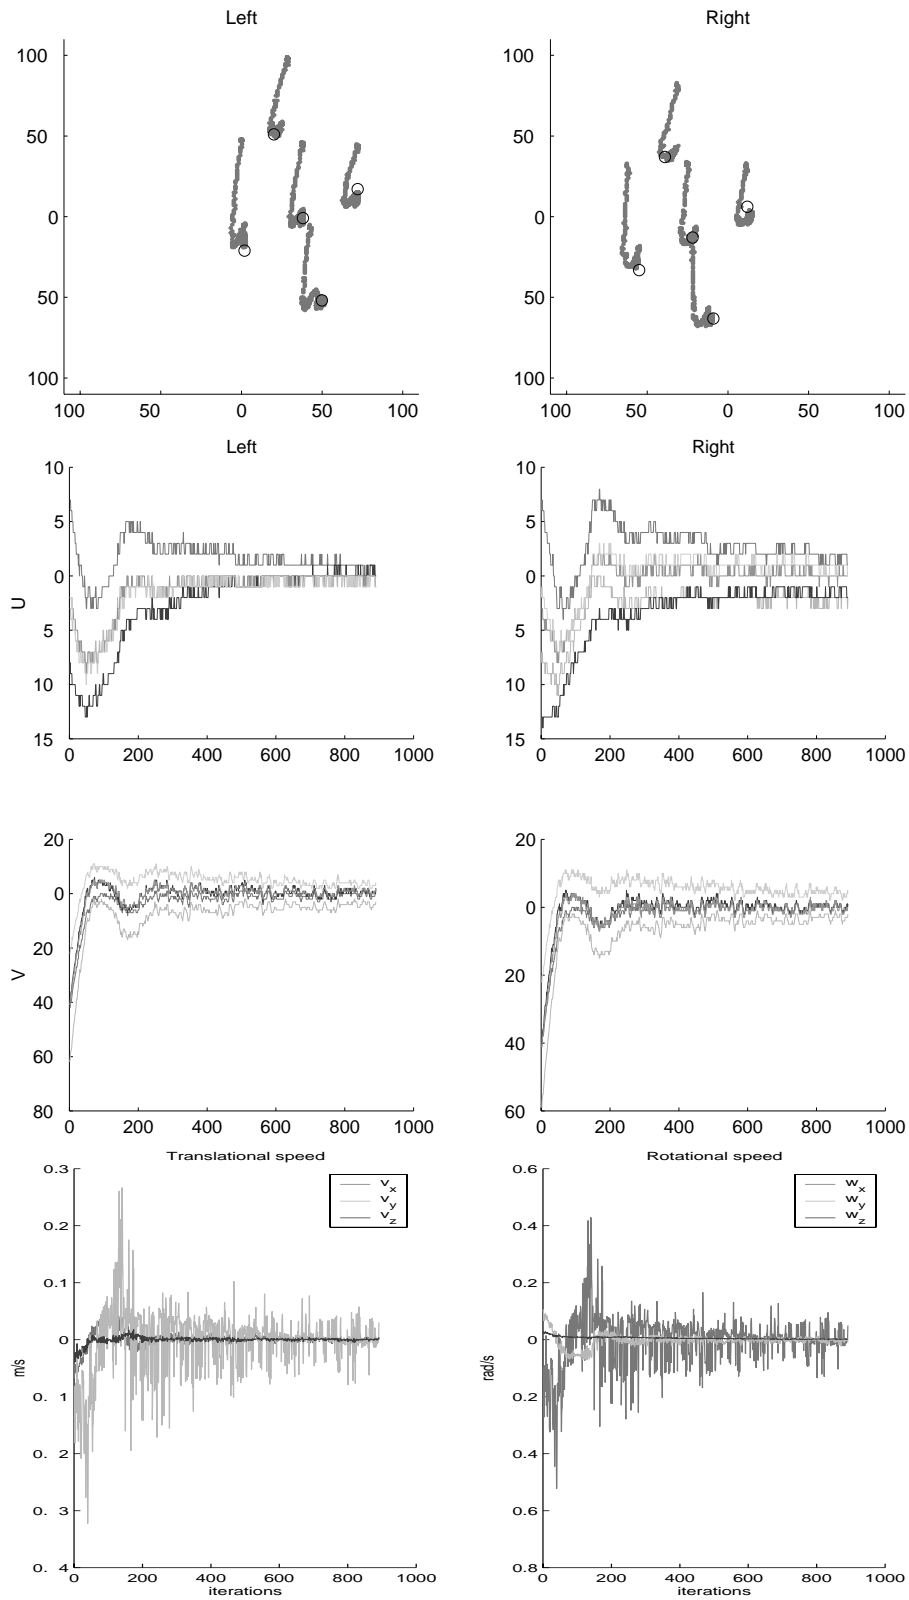 Left Right
100 100
50 50
0 0
50 50
100 100
100 50 0 50 100 100 50 0 50 100
Left Right
10 10
5 5
0 0
U
5 5
10 10
15 15
0 200 400 600 800 1000 0 200 400 600 800 1000
20 20
0 0
20 20
V
40 40
60
80 60
0 200 400 600 800 1000 0 200 400 600 800 1000
Translational speed Rotational speed
0.3 0.6
v_x w_x
v_y w_y
v_z w_z
0.2 0.4
0.1 0.2
0 0
m/s rad/s
0. 1 0.2
0. 2 0.4
0. 3 0.6
0. 4 0.8
0 200 400 600 800 1000 0 200 400 600 800 1000
iterations iterations